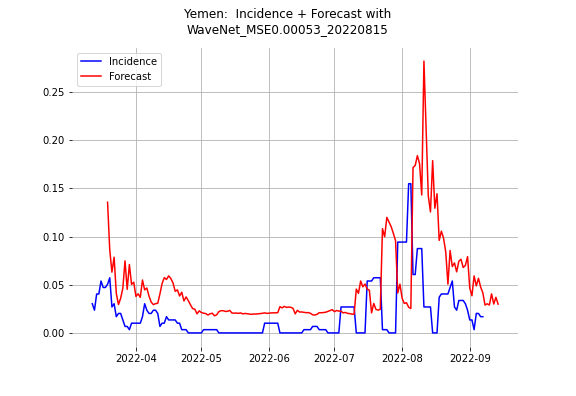 Yemen:  Incidence + Forecast with
WaveNet_MSE0.00053_20220815
Incidence
Forecast
0.25
0.20
0.15
0.10
0.05
0.00
2022-04 2022-05 2022-06 2022-07 2022-08 2022-09